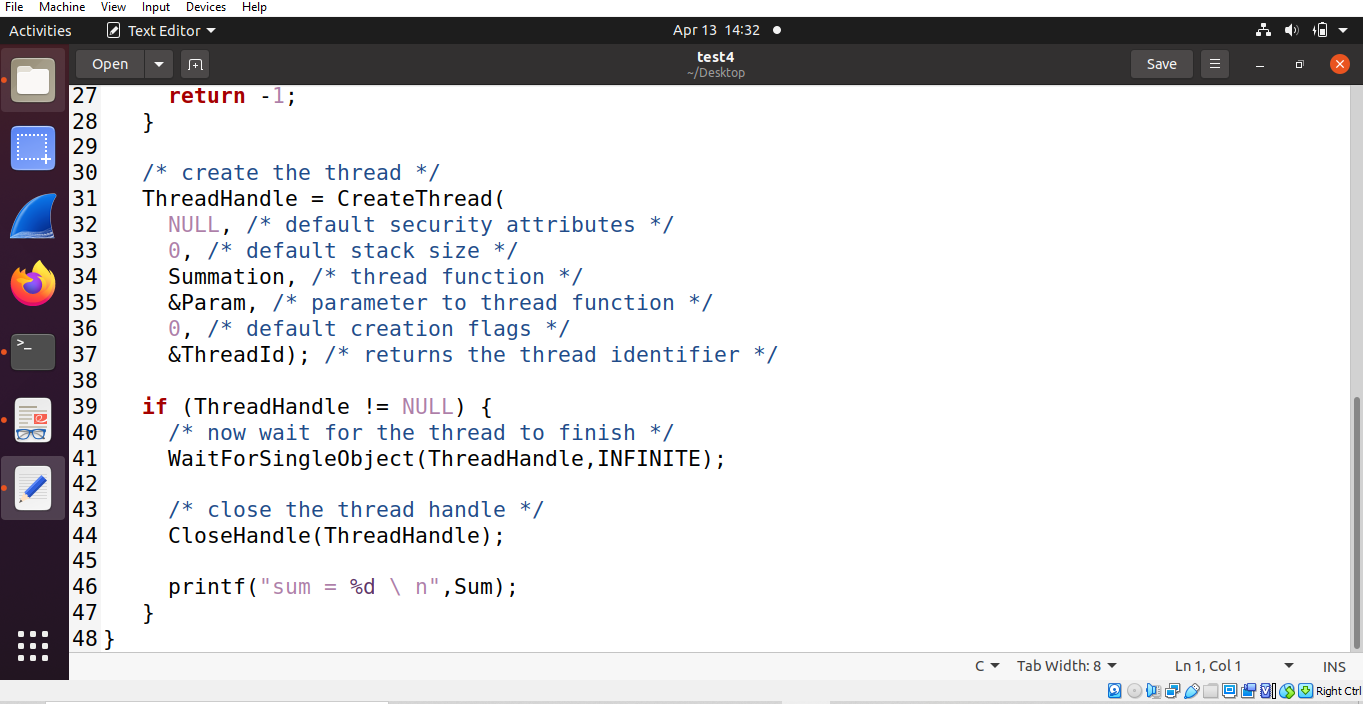 File Machine View Input Devices Help
Activities Text Editor Apr 13 14:32
Open test4 Save
~/Desktop
27 return -1;
28 }
29
30 /* create the thread */
31 ThreadHandle = CreateThread(
32 NULL, /* default security attributes */
33 0, /* default stack size */
34 Summation, /* thread function */
35 &Param, /* parameter to thread function */
36 0, /* default creation flags */
37 &ThreadId); /* returns the thread identifier */
38
39 if (ThreadHandle != NULL) {
40 /* now wait for the thread to finish */
41 WaitForSingleObject(ThreadHandle,INFINITE);
42
43 /* close the thread handle */
44 CloseHandle(ThreadHandle);
45
46 printf("sum = %d \ n",Sum);
47 }
48 }
C Tab Width: 8 Ln 1, Col 1 INS
Right Ctrl